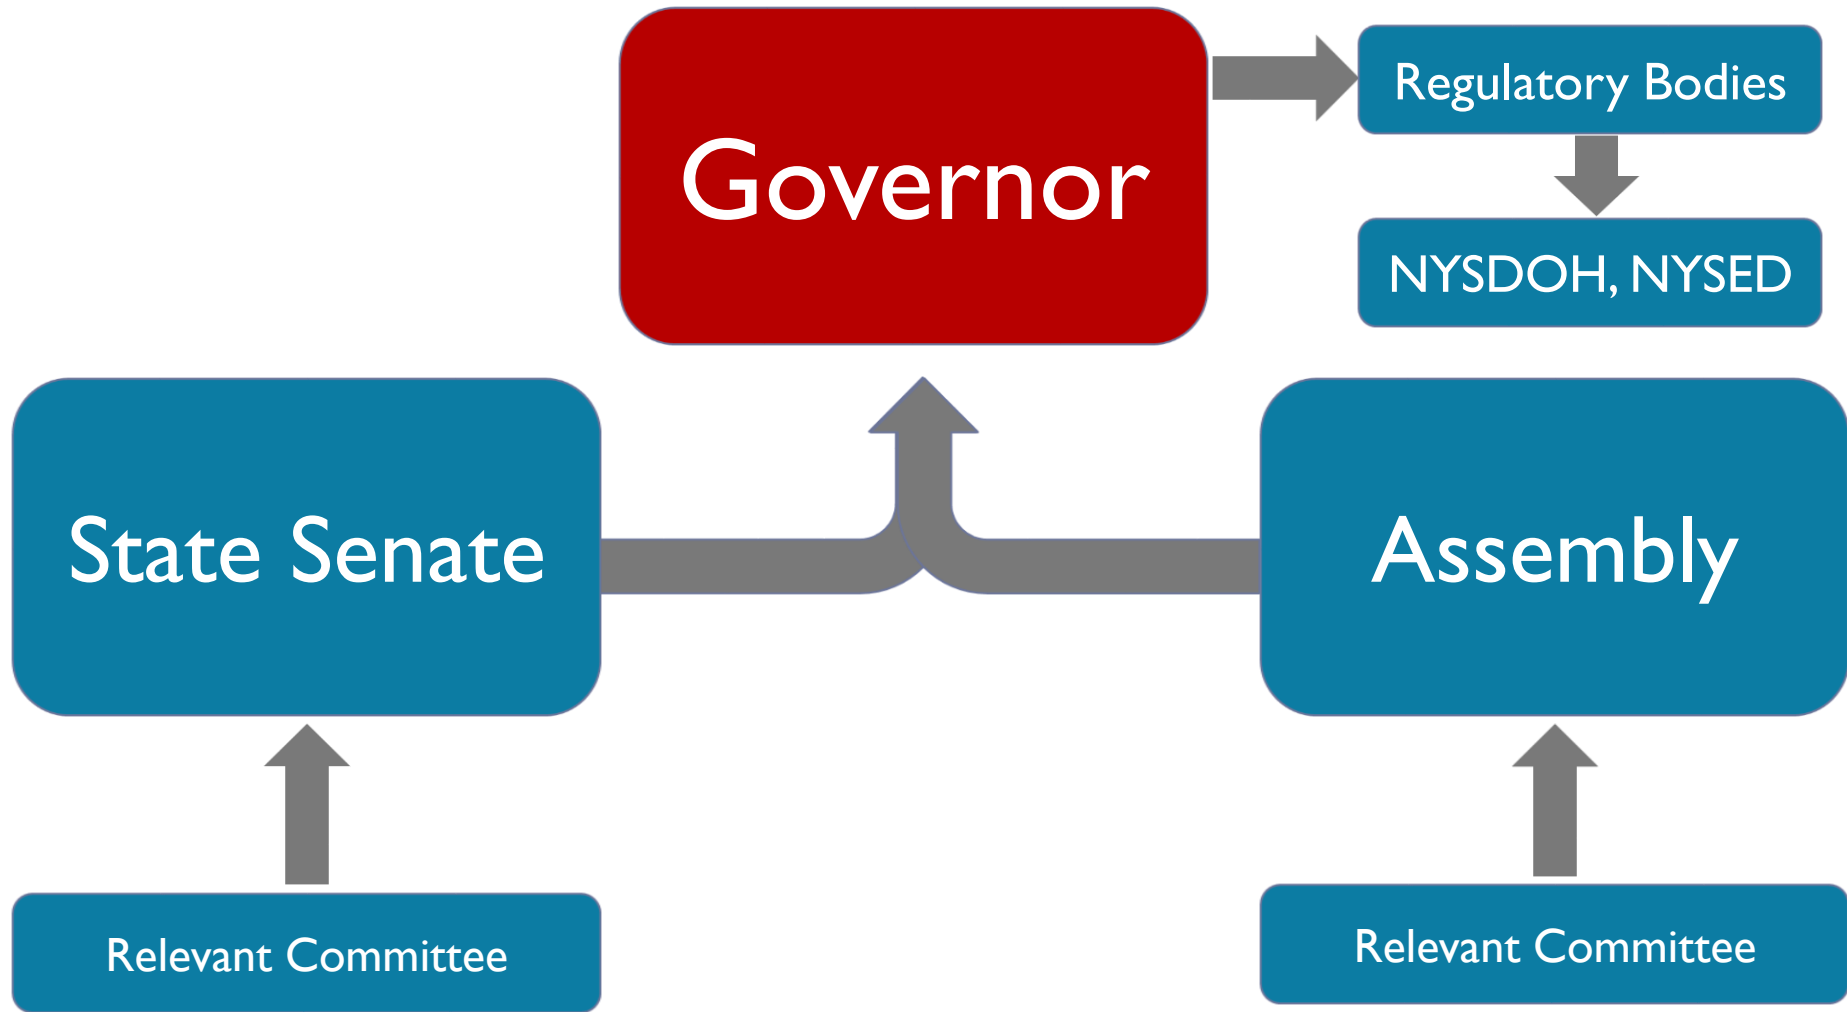 Governor
Regulatory Bodies
NYSDOH, NYSED
State Senate
Assembly
Relevant Committee
Relevant Committee